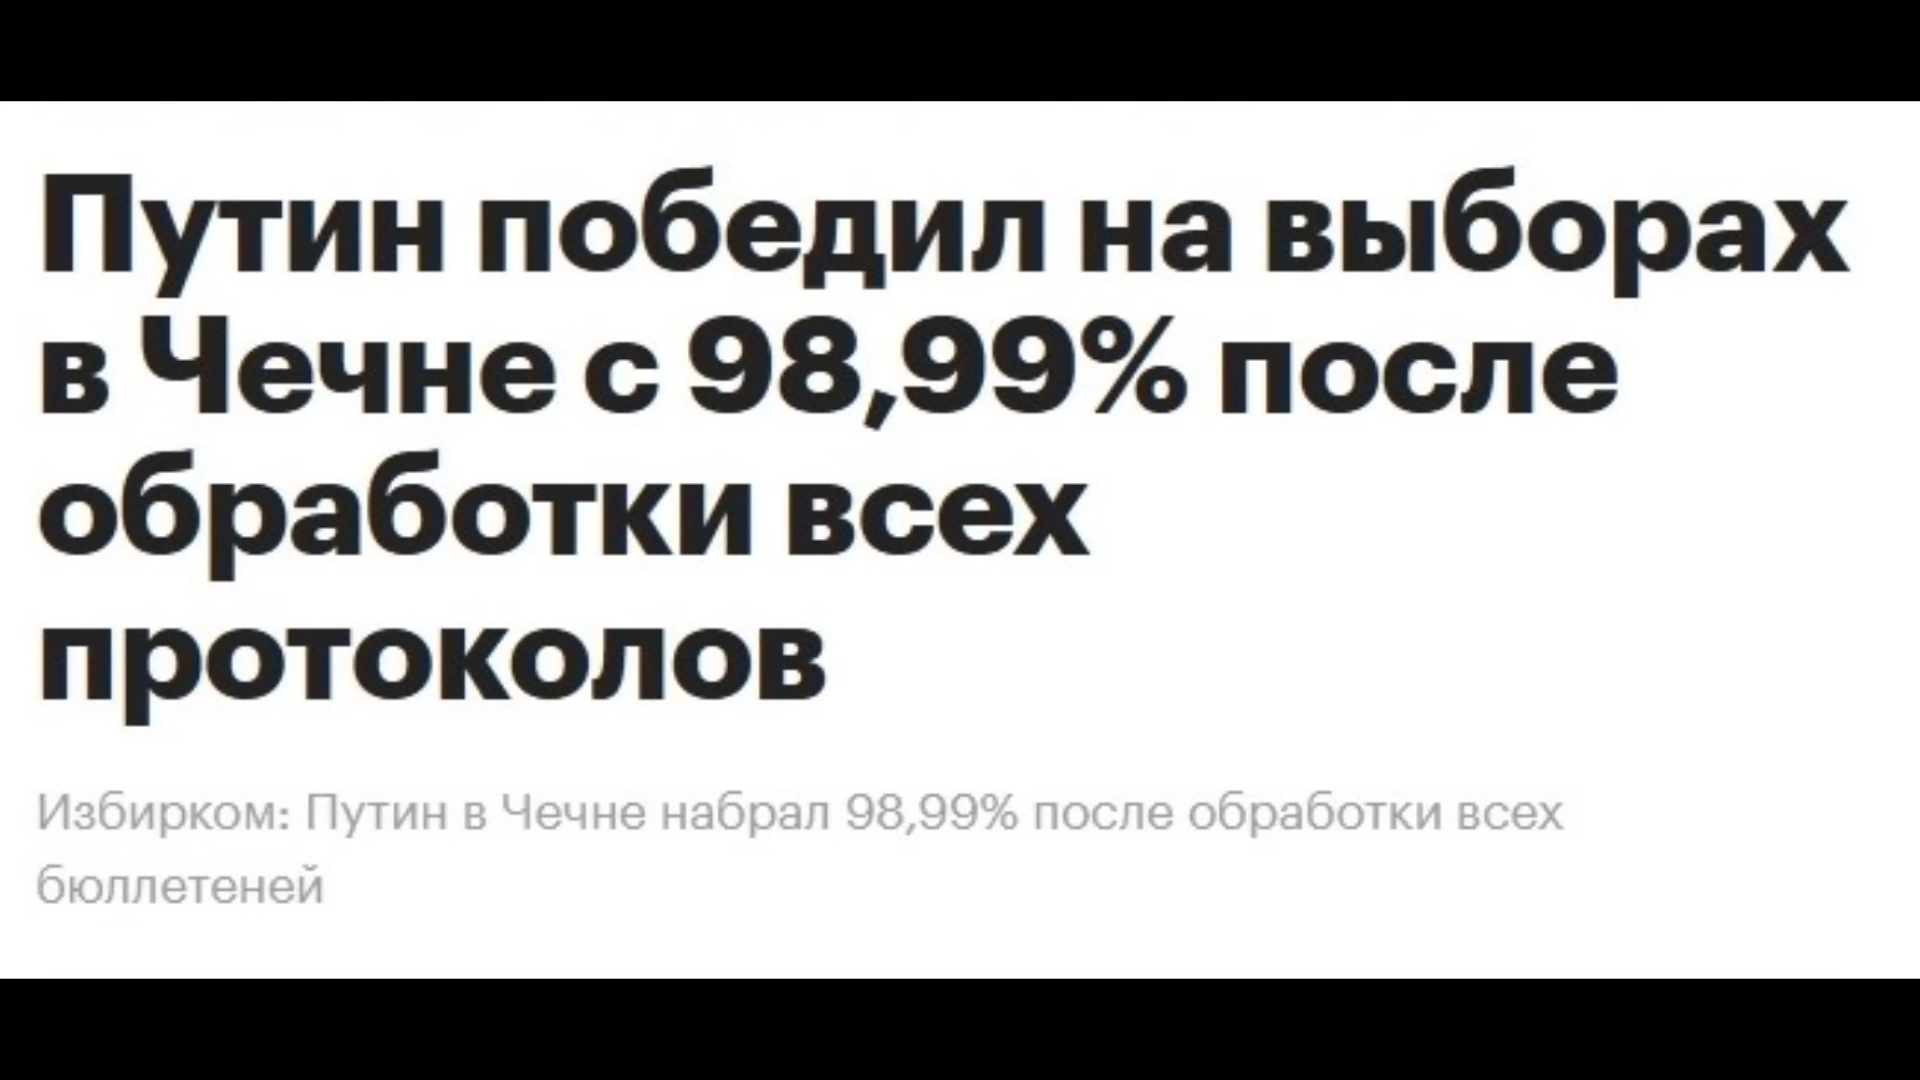 Путин победил на выборах
в Чечне с 98,99% после
обработки всех
протоколов
Избирком: Путин в Чечне набрал 98,99% после обработки всех
бюллетеней